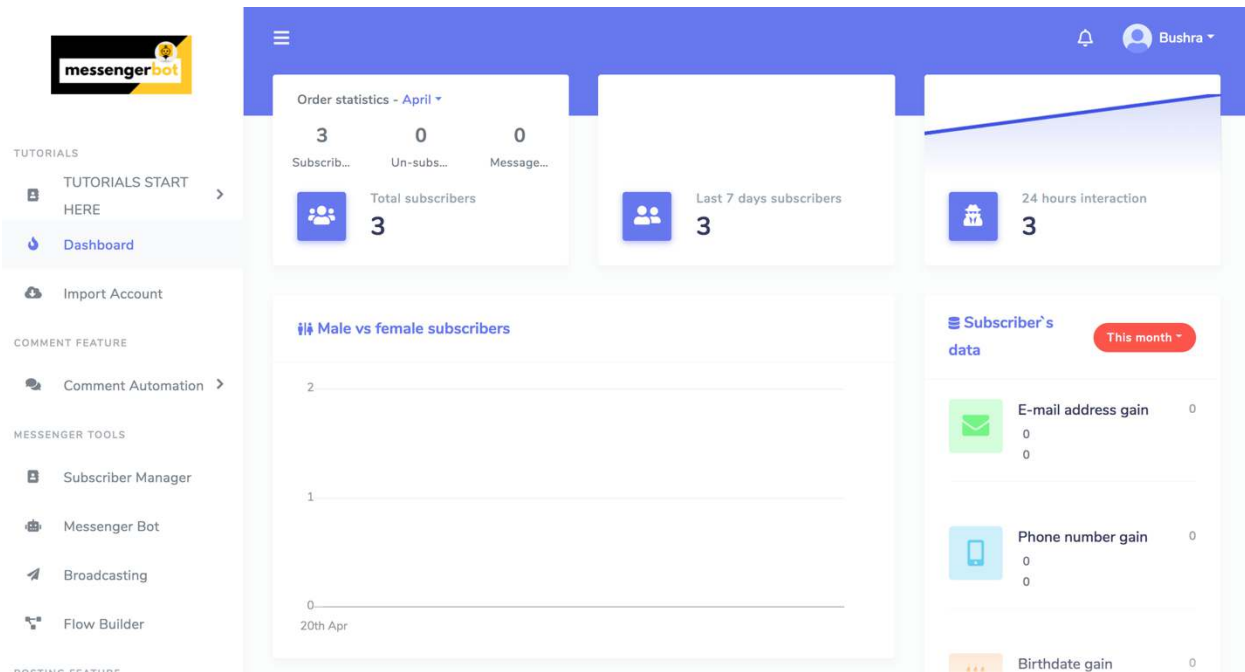 messengerbot
TUTORIALS
TUTORIALS START
HERE
Dashboard
Import Account
COMMENT FEATURE
Comment Automation
MESSENGER TOOLS
Subscriber Manager
Messenger Bot
Broadcasting
Flow Builder
POSTING FEATURE
Bushra
Order statistics - April
3 0 0
Subscrib... Un-subs... Message...
Total subscribers
3
Last 7 days subscribers
3
24 hours interaction
3
Male vs female subscribers
2
1
0
20th Apr
Subscriber`s
data
This month
E-mail address gain 0
0
0
Phone number gain 0
0
0
Birthdate gain 0